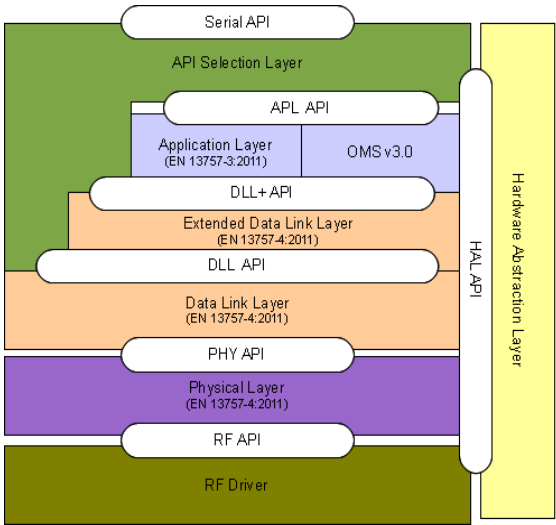 Serial API
API Selection Layer
APL API
Application Layer
(EN 13757-3:2011)
OMS v3.0
DLL+ API
Extended Data Link Layer
(EN 13757-4:2011)
DLL API
Data Link Layer
(EN 13757-4:2011)
PHY API
Physical Layer
(EN 13757-4:2011)
RF API
RF Driver
HAL API
Hardware Abstraction Layer